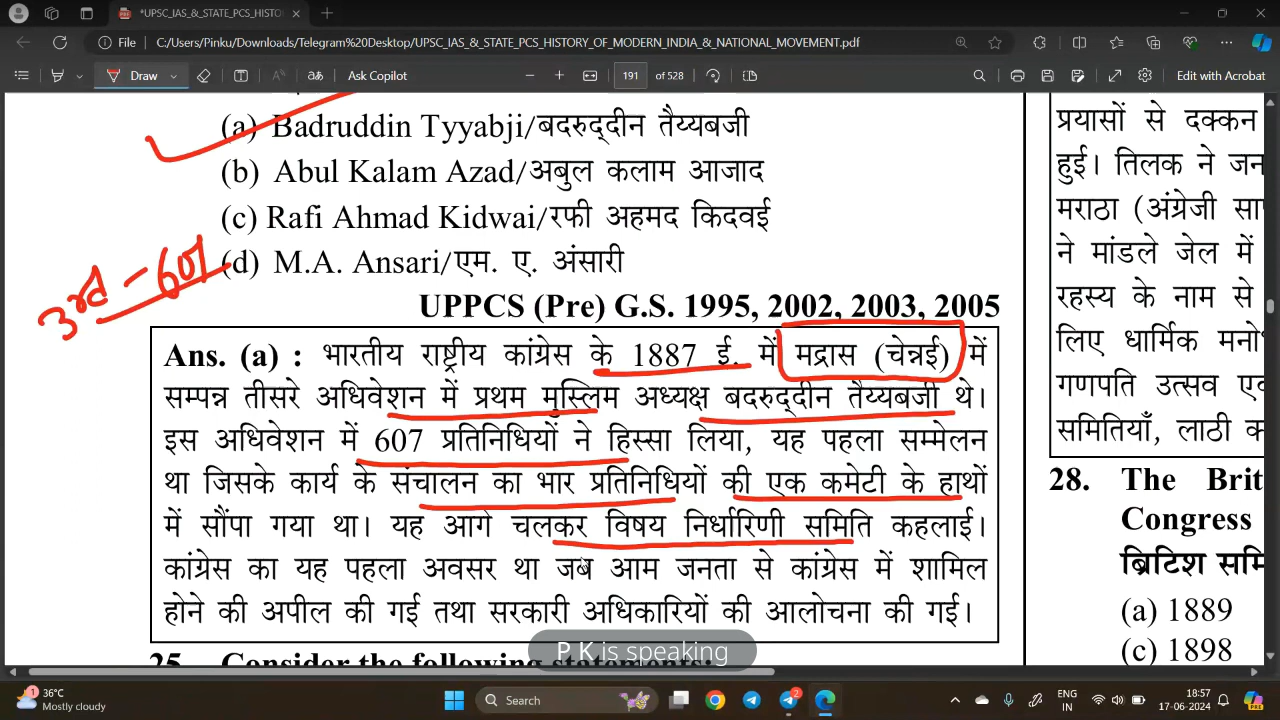 *UPSC_IAS_&_STATE_PCS_HISTO
File C:/Users/Pinku/Downloads/Telegram%20Desktop/UPSC_IAS_&_STATE_PCS_HISTORY_OF_MODERN_INDIA_&_NATIONAL_MOVEMENT.pdf
Draw Ask Copilot 191 of 528 Edit with Acrobat
(a) Badruddin Tyyabji/बदरुद्दीन तैय्यबजी
(b) Abul Kalam Azad/अबुल कलाम आजाद
(c) Rafi Ahmad Kidwai/रफी अहमद किदवई
(d) M.A. Ansari/एम. ए. अंसारी
3rd - 607
UPPCS (Pre) G.S. 1995, 2002, 2003, 2005
Ans. (a) : भारतीय राष्ट्रीय कांग्रेस के 1887 ई. में मद्रास (चेन्नई) में
सम्पन्न तीसरे अधिवेशन में प्रथम मुस्लिम अध्यक्ष बदरुद्दीन तैय्यबजी थे।
इस अधिवेशन में 607 प्रतिनिधियों ने हिस्सा लिया, यह पहला सम्मेलन
था जिसके कार्य के संचालन का भार प्रतिनिधियों की एक कमेटी के हाथों
में सौंपा गया था। यह आगे चलकर विषय निर्धारिणी समिति कहलाई।
कांग्रेस का यह पहला अवसर था जब आम जनता से कांग्रेस में शामिल
होने की अपील की गई तथा सरकारी अधिकारियों की आलोचना की गई।
25. Consider the following statements:
प्रयासों से दक्कन
हुई। तिलक ने जन
मराठा (अंग्रेजी सा
ने मांडले जेल में
रहस्य के नाम से
लिए धार्मिक मनो
गणपति उत्सव ए
समितियाँ, लाठी क
28. The Brit
Congress
ब्रिटिश समि
(a) 1889
(c) 1898
P K is speaking
36°C
Mostly cloudy
Search
ENG
IN
18:57
17-06-2024